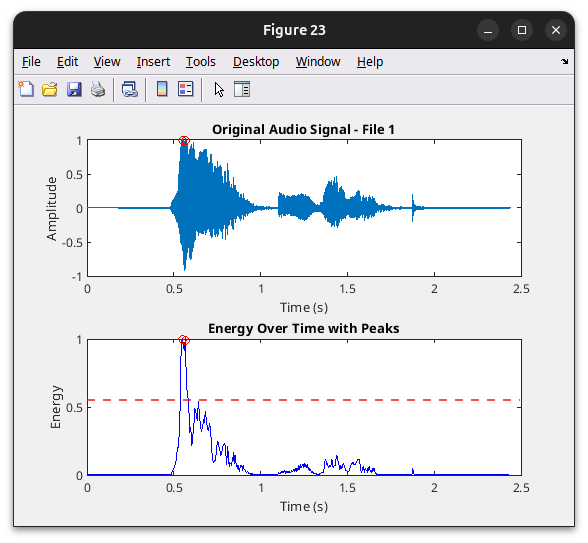 Figure 23
File Edit View Insert Tools Desktop Window Help
Original Audio Signal - File 1
Amplitude
1
0.5
0
-0.5
-1
0 0.5 1 1.5 2 2.5
Time (s)
Energy Over Time with Peaks
Energy
1
0.5
0
0 0.5 1 1.5 2 2.5
Time (s)